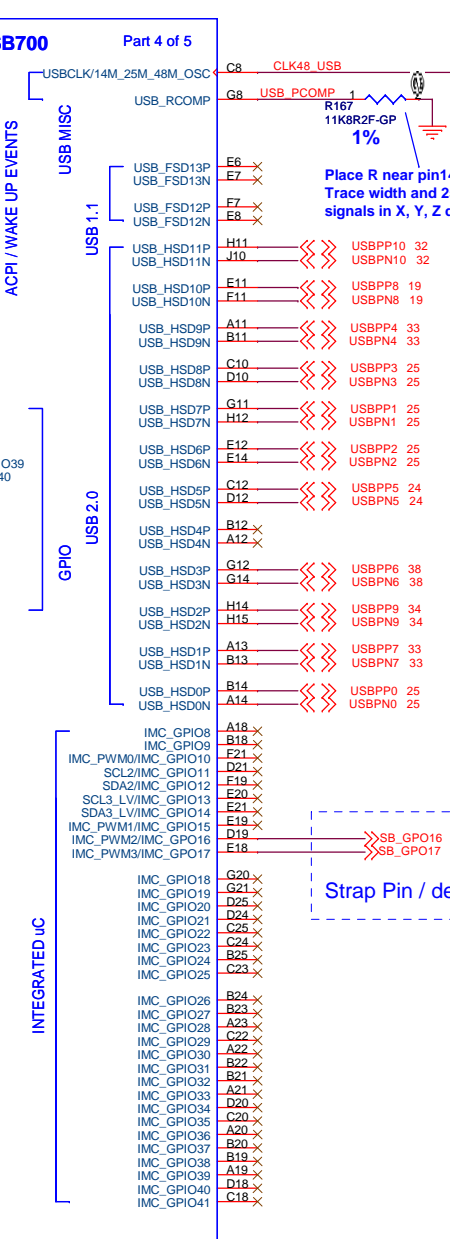 SB700 Part 4 of 5
USBCLK/14M_25M_48M_OSC C8 CLK48_USB
USB_RCOMP G8 USB_PCOMP 1
R167
11K8R2F-GP
1%
USB MISC
ACPI / WAKE UP EVENTS
Place R near pin14
Trace width and 2
signals in X, Y, Z d
USB 1.1
USB_FSD13P E6
USB_FSD13N E7
USB_FSD12P F7
USB_FSD12N E8
USB 2.0
USB_HSD11P H11 USBPP10 32
USB_HSD11N J10 USBPN10 32
USB_HSD10P E11 USBPP8 19
USB_HSD10N F11 USBPN8 19
USB_HSD9P A11 USBPP4 33
USB_HSD9N B11 USBPN4 33
USB_HSD8P C10 USBPP3 25
USB_HSD8N D10 USBPN3 25
USB_HSD7P G11 USBPP1 25
USB_HSD7N H12 USBPN1 25
USB_HSD6P E12 USBPP2 25
USB_HSD6N E14 USBPN2 25
USB_HSD5P C12 USBPP5 24
USB_HSD5N D12 USBPN5 24
USB_HSD4P B12
USB_HSD4N A12
USB_HSD3P G12 USBPP6 38
USB_HSD3N G14 USBPN6 38
USB_HSD2P H14 USBPP9 34
USB_HSD2N H15 USBPN9 34
USB_HSD1P A13 USBPP7 33
USB_HSD1N B13 USBPN7 33
USB_HSD0P B14 USBPP0 25
USB_HSD0N A14 USBPN0 25
O39
40
GPIO
INTEGRATED uC
IMC_GPIO8 A18
IMC_GPIO9 B18
IMC_PWM0/IMC_GPIO10 F21
SCL2/IMC_GPIO11 D21
SDA2/IMC_GPIO12 F19
SCL3_LV/IMC_GPIO13 E20
SDA3_LV/IMC_GPIO14 E21
IMC_PWM1/IMC_GPIO15 E19
IMC_PWM2/IMC_GPO16 D19 SB_GPO16
IMC_PWM3/IMC_GPO17 E18 SB_GPO17
Strap Pin / de
IMC_GPIO18 G20
IMC_GPIO19 G21
IMC_GPIO20 D25
IMC_GPIO21 D24
IMC_GPIO22 C25
IMC_GPIO23 C24
IMC_GPIO24 B25
IMC_GPIO25 C23
IMC_GPIO26 B24
IMC_GPIO27 B23
IMC_GPIO28 A23
IMC_GPIO29 C22
IMC_GPIO30 A22
IMC_GPIO31 B22
IMC_GPIO32 B21
IMC_GPIO33 A21
IMC_GPIO34 D20
IMC_GPIO35 C20
IMC_GPIO36 A20
IMC_GPIO37 B20
IMC_GPIO38 B19
IMC_GPIO39 A19
IMC_GPIO40 D18
IMC_GPIO41 C18